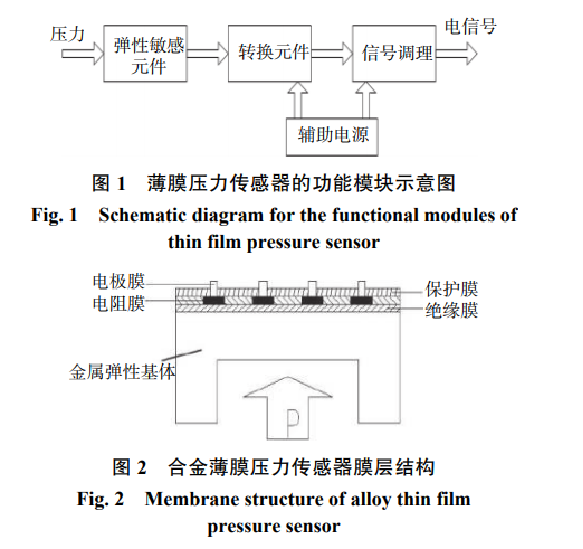 压力
弹性敏感
元件
转换元件
信号调理
电信号
辅助电源
图 1 薄膜压力传感器的功能模块示意图
Fig. 1 Schematic diagram for the functional modules of
thin film pressure sensor
电极膜
电阻膜
保护膜
绝缘膜
金属弹性基体
P
图 2 合金薄膜压力传感器膜层结构
Fig. 2 Membrane structure of alloy thin film
pressure sensor